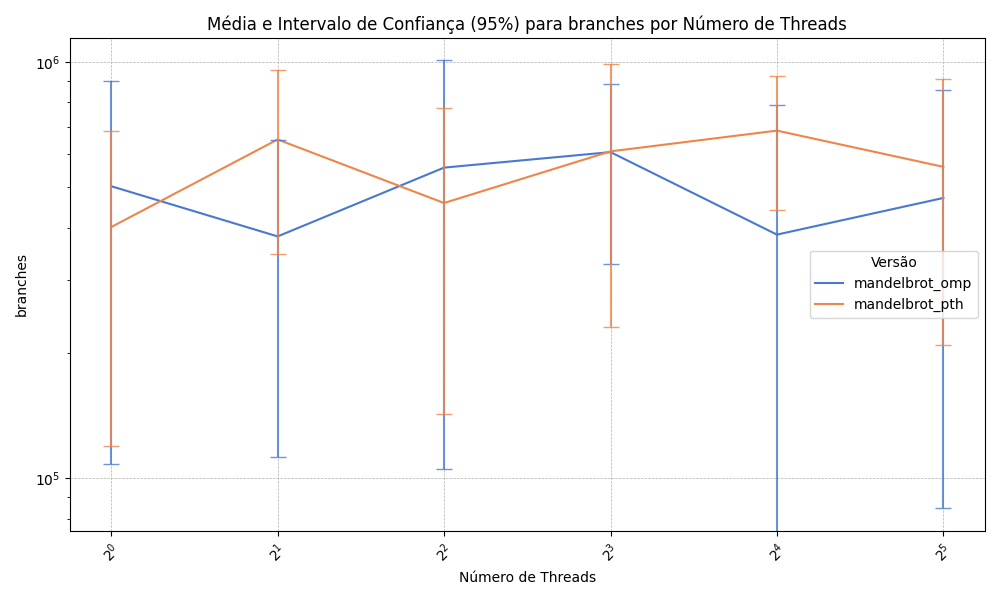 Média e Intervalo de Confiança (95%) para branches por Número de Threads
branches
10⁶
10⁵
Versão
mandelbrot_omp
mandelbrot_pth
2⁰ 2¹ 2² 2³ 2⁴ 2⁵
Número de Threads